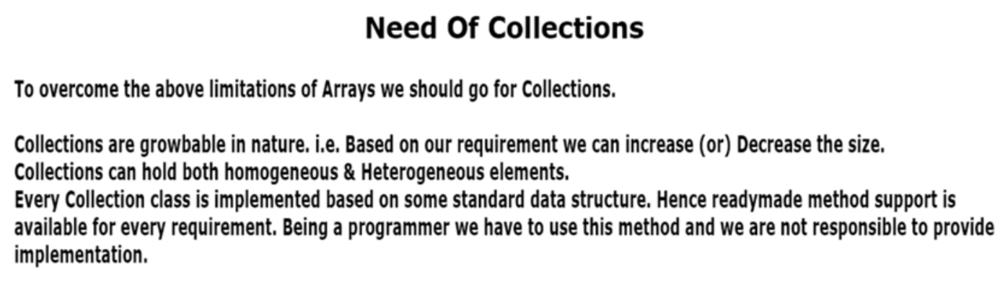 Need Of Collections
To overcome the above limitations of Arrays we should go for Collections.
Collections are growbable in nature. i.e. Based on our requirement we can increase (or) Decrease the size.
Collections can hold both homogeneous & Heterogeneous elements.
Every Collection class is implemented based on some standard data structure. Hence readymade method support is
available for every requirement. Being a programmer we have to use this method and we are not responsible to provide
implementation.